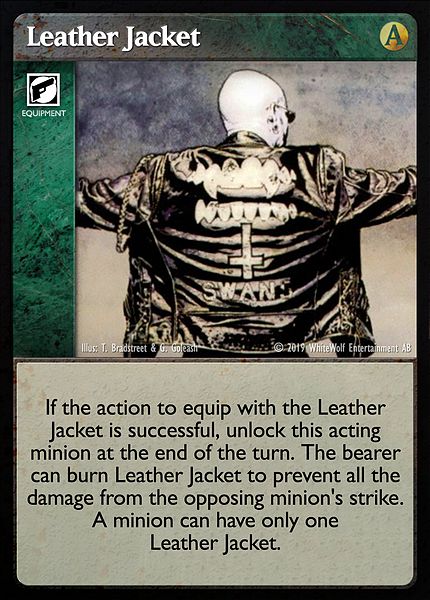 Leather Jacket
A
EQUIPMENT
SWANS
Illus: T. Bradstreet & G. Goleash
© 2019 WhiteWolf Entertainment AB
If the action to equip with the Leather
Jacket is successful, unlock this acting
minion at the end of the turn. The bearer
can burn Leather Jacket to prevent all the
damage from the opposing minion's strike.
A minion can have only one
Leather Jacket.